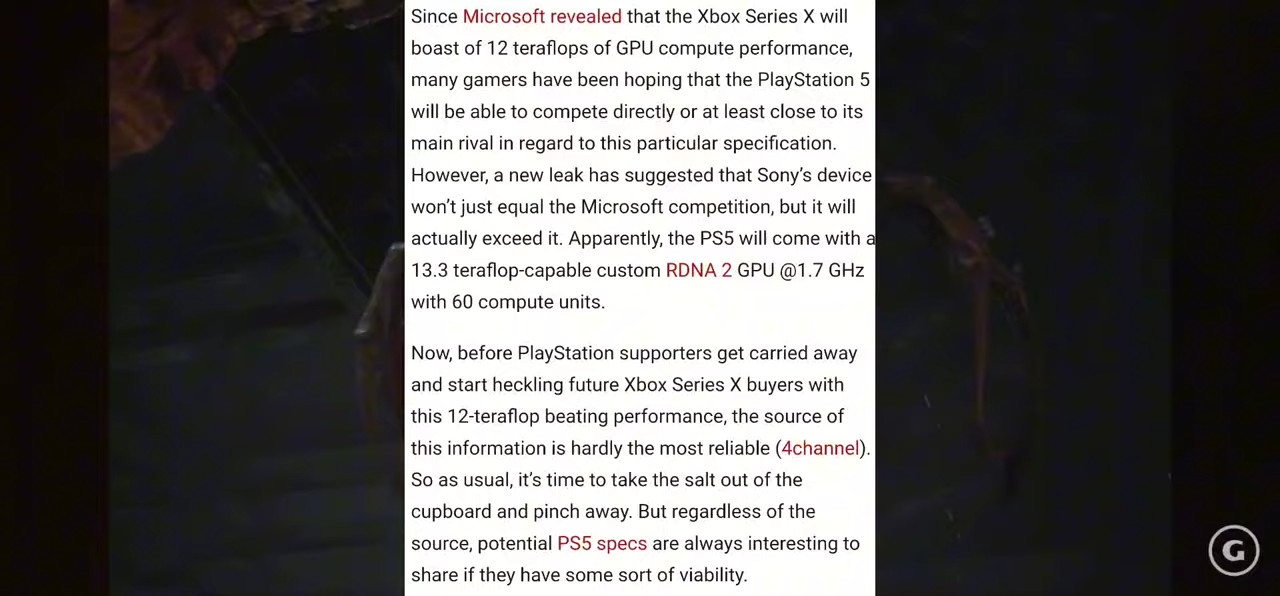 Since Microsoft revealed that the Xbox Series X will
boast of 12 teraflops of GPU compute performance,
many gamers have been hoping that the PlayStation 5
will be able to compete directly or at least close to its
main rival in regard to this particular specification.
However, a new leak has suggested that Sony’s device
won’t just equal the Microsoft competition, but it will
actually exceed it. Apparently, the PS5 will come with a
13.3 teraflop-capable custom RDNA 2 GPU @1.7 GHz
with 60 compute units.
Now, before PlayStation supporters get carried away
and start heckling future Xbox Series X buyers with
this 12-teraflop beating performance, the source of
this information is hardly the most reliable (4channel).
So as usual, it’s time to take the salt out of the
cupboard and pinch away. But regardless of the
source, potential PS5 specs are always interesting to
share if they have some sort of viability.
G